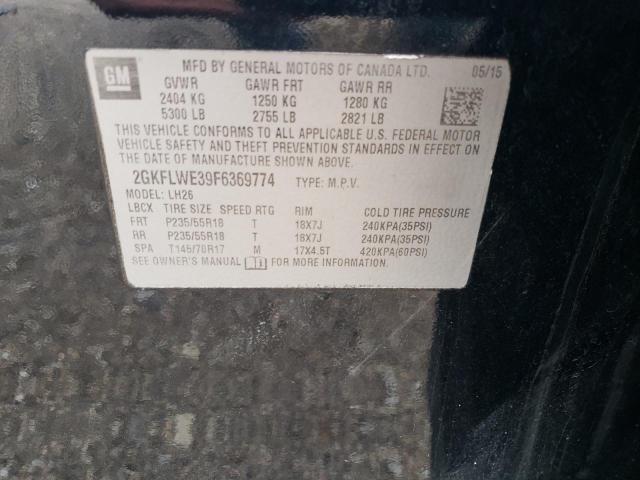 GM
MFD BY GENERAL MOTORS OF CANADA LTD. 05/15
GVWR GAWR FRT GAWR RR
2404 KG 1250 KG 1280 KG
5300 LB 2755 LB 2821 LB
THIS VEHICLE CONFORMS TO ALL APPLICABLE U.S. FEDERAL MOTOR
VEHICLE SAFETY AND THEFT PREVENTION STANDARDS IN EFFECT ON THE
DATE OF MANUFACTURE SHOWN ABOVE.
2GKFLWE39F6369774 TYPE: M.P.V.
MODEL: LH26
LBCX TIRE SIZE SPEED RTG RIM COLD TIRE PRESSURE
FRT P235/55R18 T 18X7J 240KPA(35PSI)
RR P235/55R18 T 18X7J 240KPA(35PSI)
SPA T145/70R17 M 17X4.5T 420KPA(60PSI)
SEE OWNER'S MANUAL FOR MORE INFORMATION.